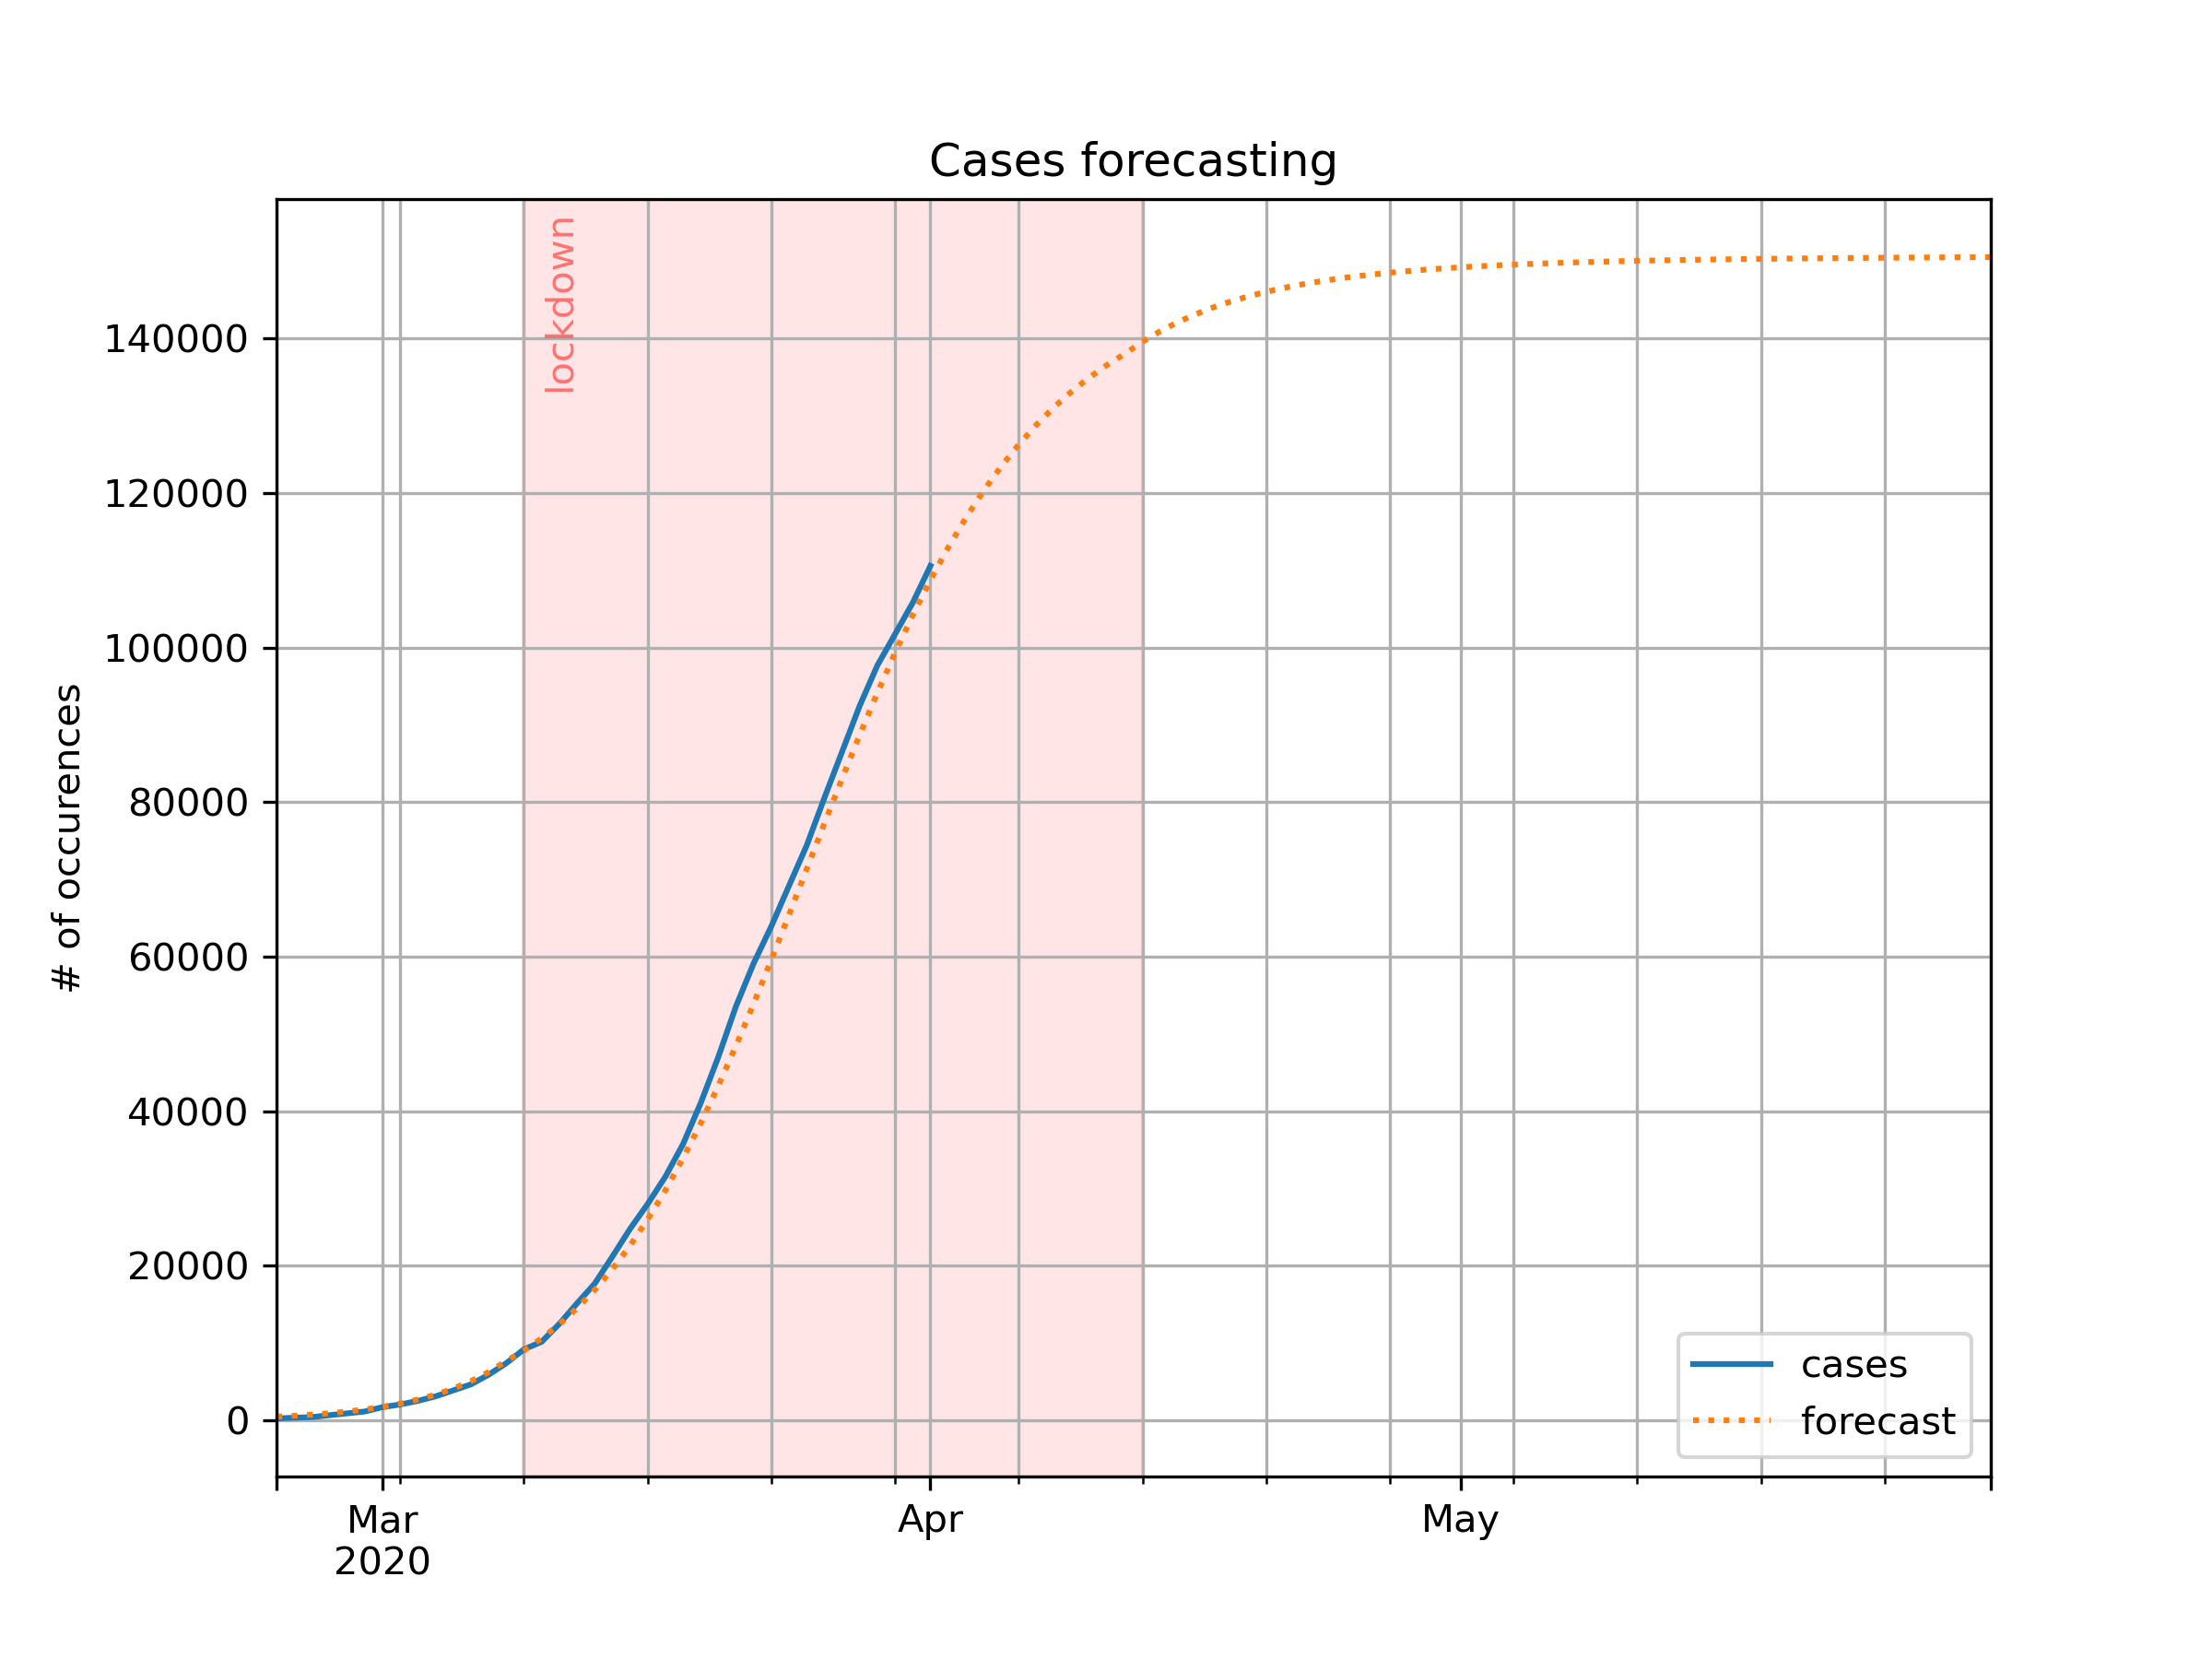 Cases forecasting
lockdown
140000
120000
100000
80000
60000
40000
20000
0
# of occurences
cases
forecast
Mar
2020
Apr
May